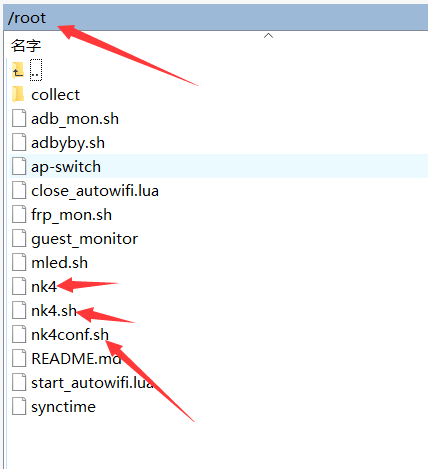 /root
名字
..
collect
adb_mon.sh
adbyby.sh
ap-switch
close_autowifi.lua
frp_mon.sh
guest_monitor
mled.sh
nk4
nk4.sh
nk4conf.sh
README.md
start_autowifi.lua
synctime